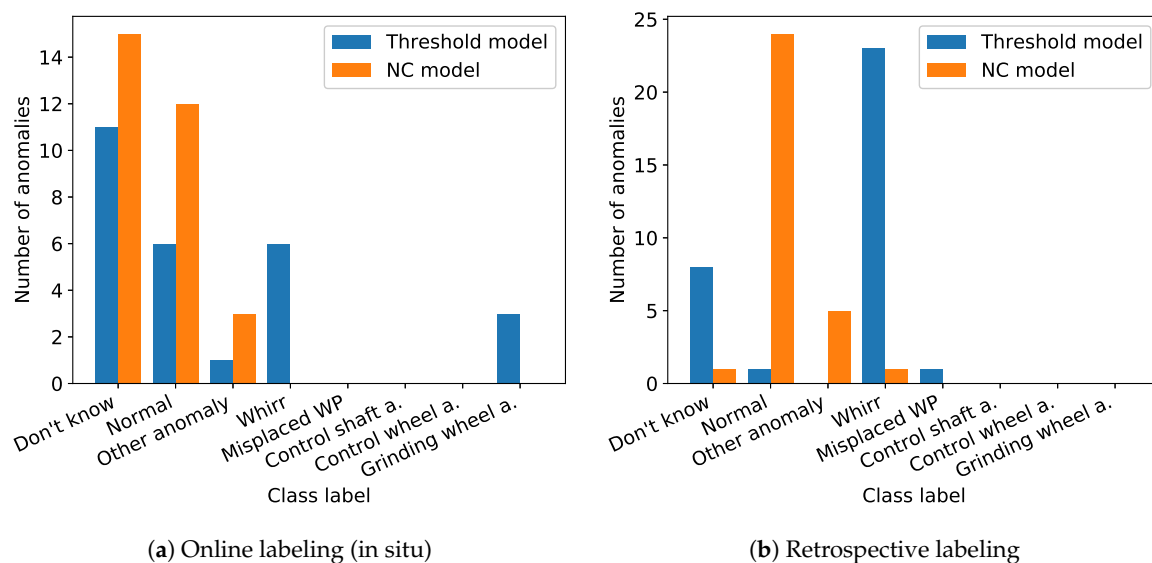 Number of anomalies
14
12
10
8
6
4
2
0
Threshold model
NC model
Don't know
Normal
Other anomaly
Whirr
Misplaced WP
Control shaft a.
Control wheel a.
Grinding wheel a.
Class label
(a) Online labeling (in situ)
Number of anomalies
25
20
15
10
5
0
Threshold model
NC model
Don't know
Normal
Other anomaly
Whirr
Misplaced WP
Control shaft a.
Control wheel a.
Grinding wheel a.
Class label
(b) Retrospective labeling